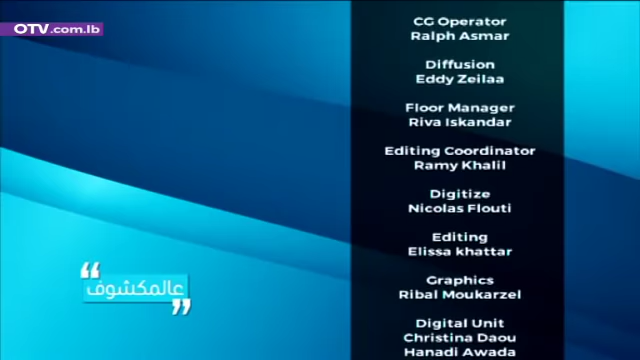 OTV.com.lb
CG Operator
Ralph Asmar
Diffusion
Eddy Zeilaa
Floor Manager
Riva Iskandar
Editing Coordinator
Ramy Khalil
Digitize
Nicolas Flouti
Editing
Elissa khattar
Graphics
Ribal Moukarzel
Digital Unit
Christina Daou
Hanadi Awada
“عالمكشوف”